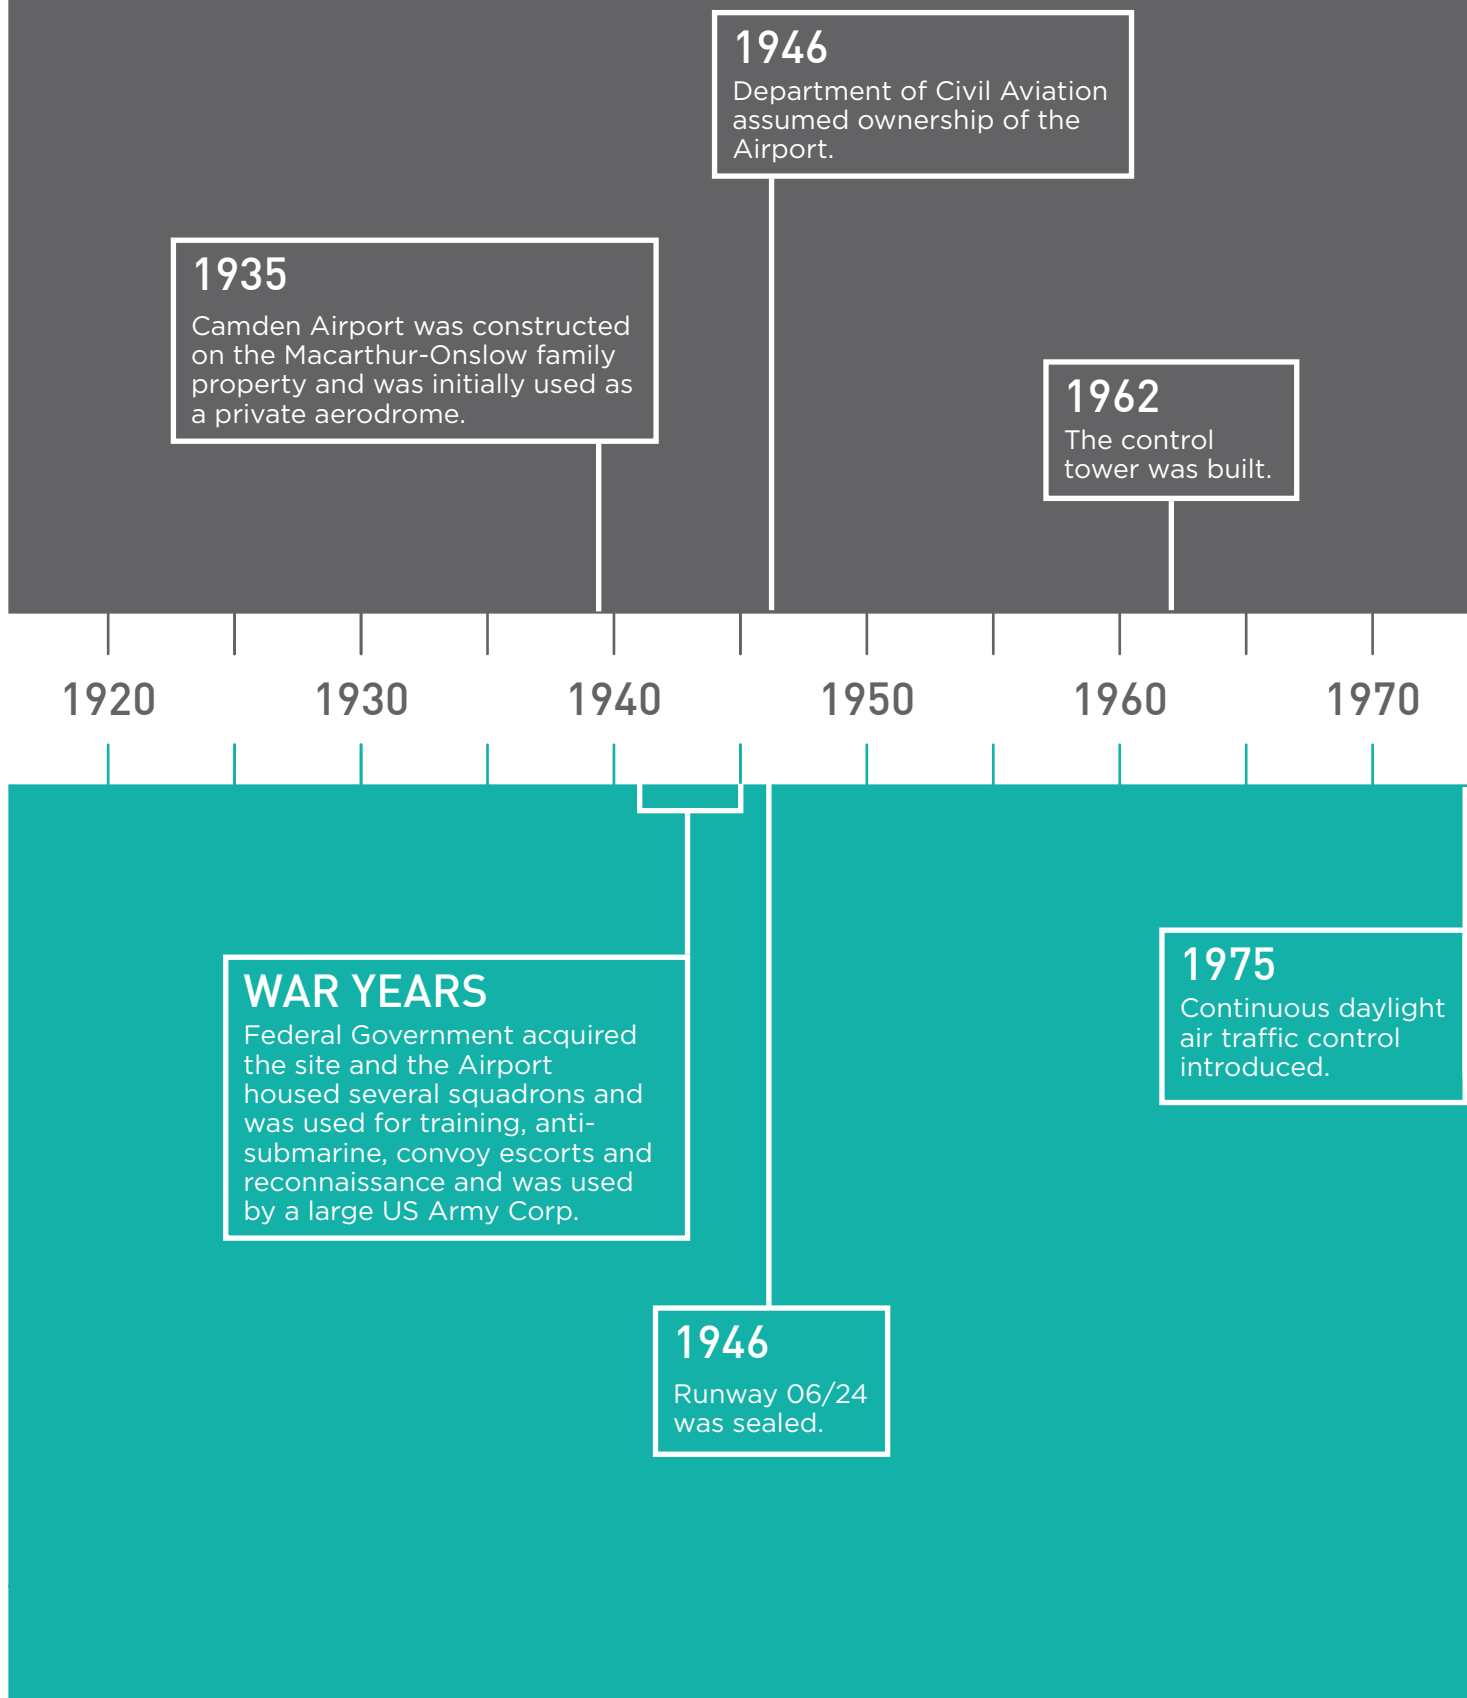 1946
Department of Civil Aviation
assumed ownership of the
Airport.
1935
Camden Airport was constructed
on the Macarthur-Onslow family
property and was initially used as
a private aerodrome.
1962
The control
tower was built.
1920 1930 1940 1950 1960 1970
WAR YEARS
Federal Government acquired
the site and the Airport
housed several squadrons and
was used for training, anti-
submarine, convoy escorts and
reconnaissance and was used
by a large US Army Corp.
1975
Continuous daylight
air traffic control
introduced.
1946
Runway 06/24
was sealed.